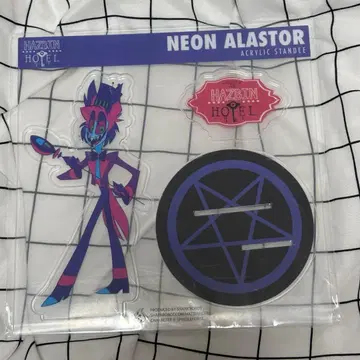 HAZBIN
HOTEL
NEON ALASTOR
ACRYLIC STANDEE
HAZBIN
HOTEL